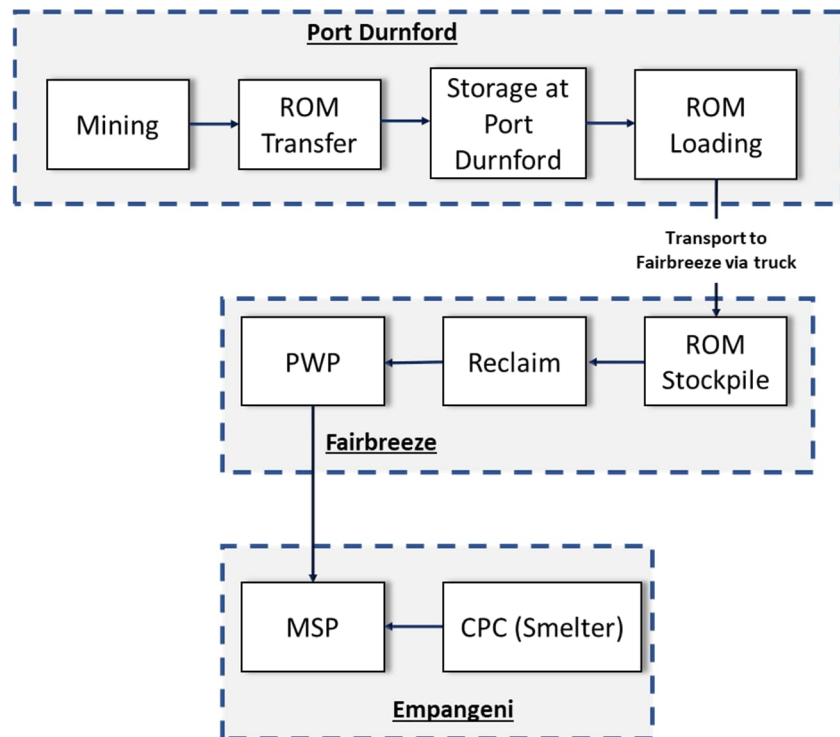 Port Durnford
Mining
ROM
Transfer
Storage at
Port
Durnford
ROM
Loading
Transport to
Fairbreeze via truck
PWP
Reclaim
ROM
Stockpile
Fairbreeze
MSP
CPC (Smelter)
Empangeni